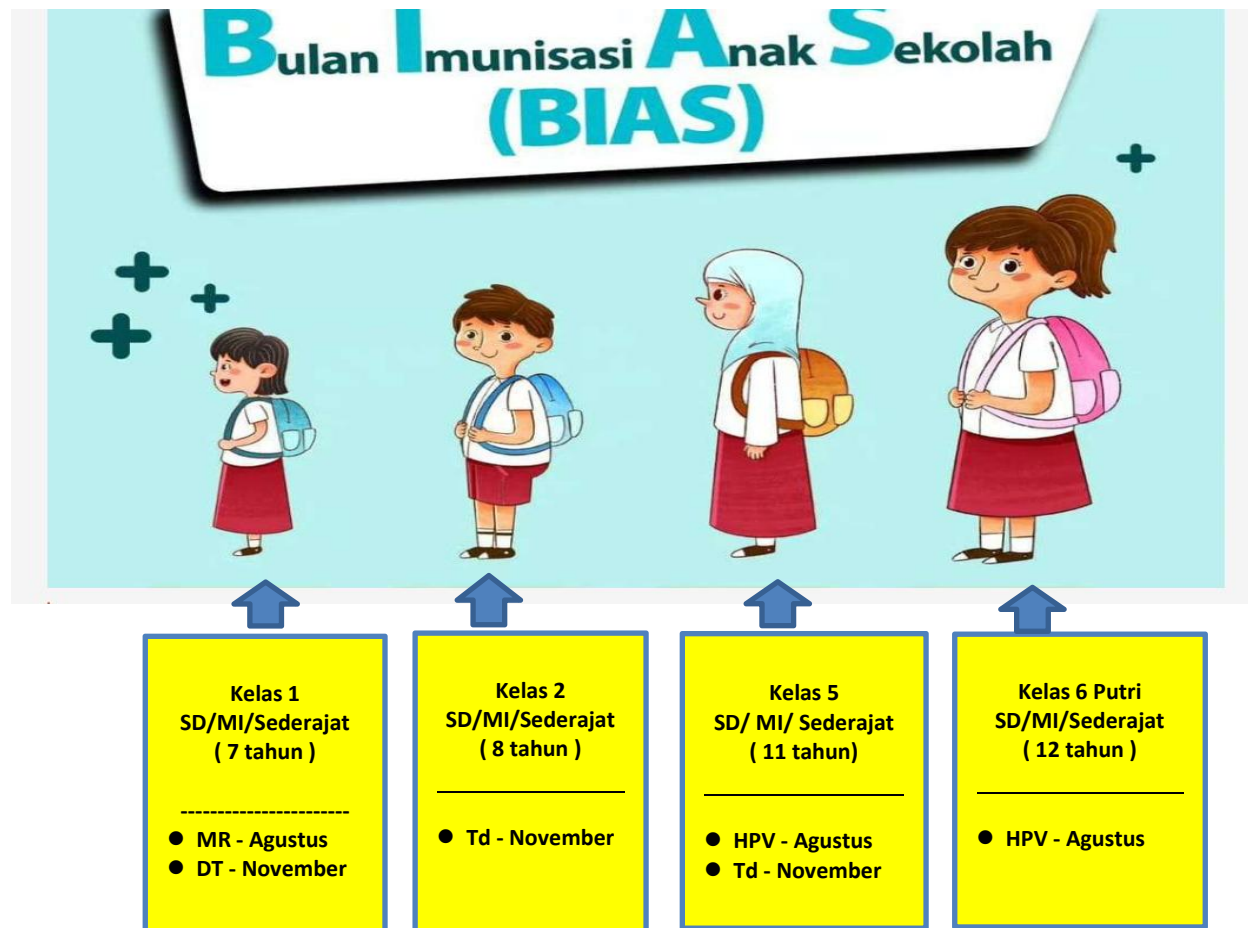 Bulan Imunisasi Anak Sekolah
(BIAS)
Kelas 1
SD/MI/Sederajat
( 7 tahun )
-----------------------
● MR - Agustus
● DT - November
Kelas 2
SD/MI/Sederajat
( 8 tahun )
● Td - November
Kelas 5
SD/ MI/ Sederajat
( 11 tahun)
● HPV - Agustus
● Td - November
Kelas 6 Putri
SD/MI/Sederajat
( 12 tahun )
● HPV - Agustus